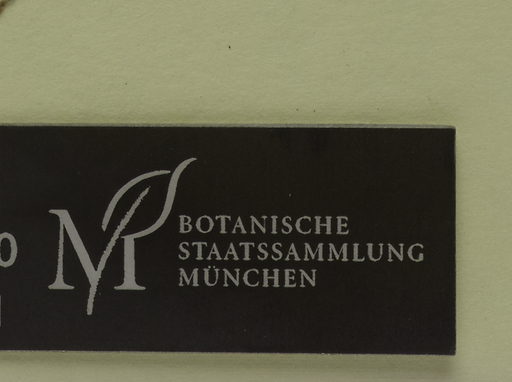 BOTANISCHE
STAATSSAMMLUNG
MÜNCHEN